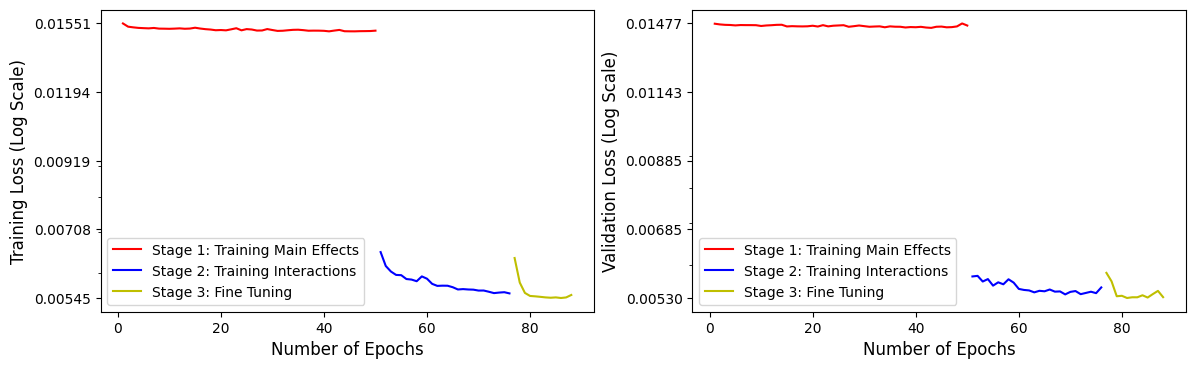 Training Loss (Log Scale)
0.01551
0.01194
0.00919
0.00708
0.00545
Stage 1: Training Main Effects
Stage 2: Training Interactions
Stage 3: Fine Tuning
0
20
40
60
80
Number of Epochs
Validation Loss (Log Scale)
0.01477
0.01143
0.00885
0.00685
0.00530
Stage 1: Training Main Effects
Stage 2: Training Interactions
Stage 3: Fine Tuning
0
20
40
60
80
Number of Epochs